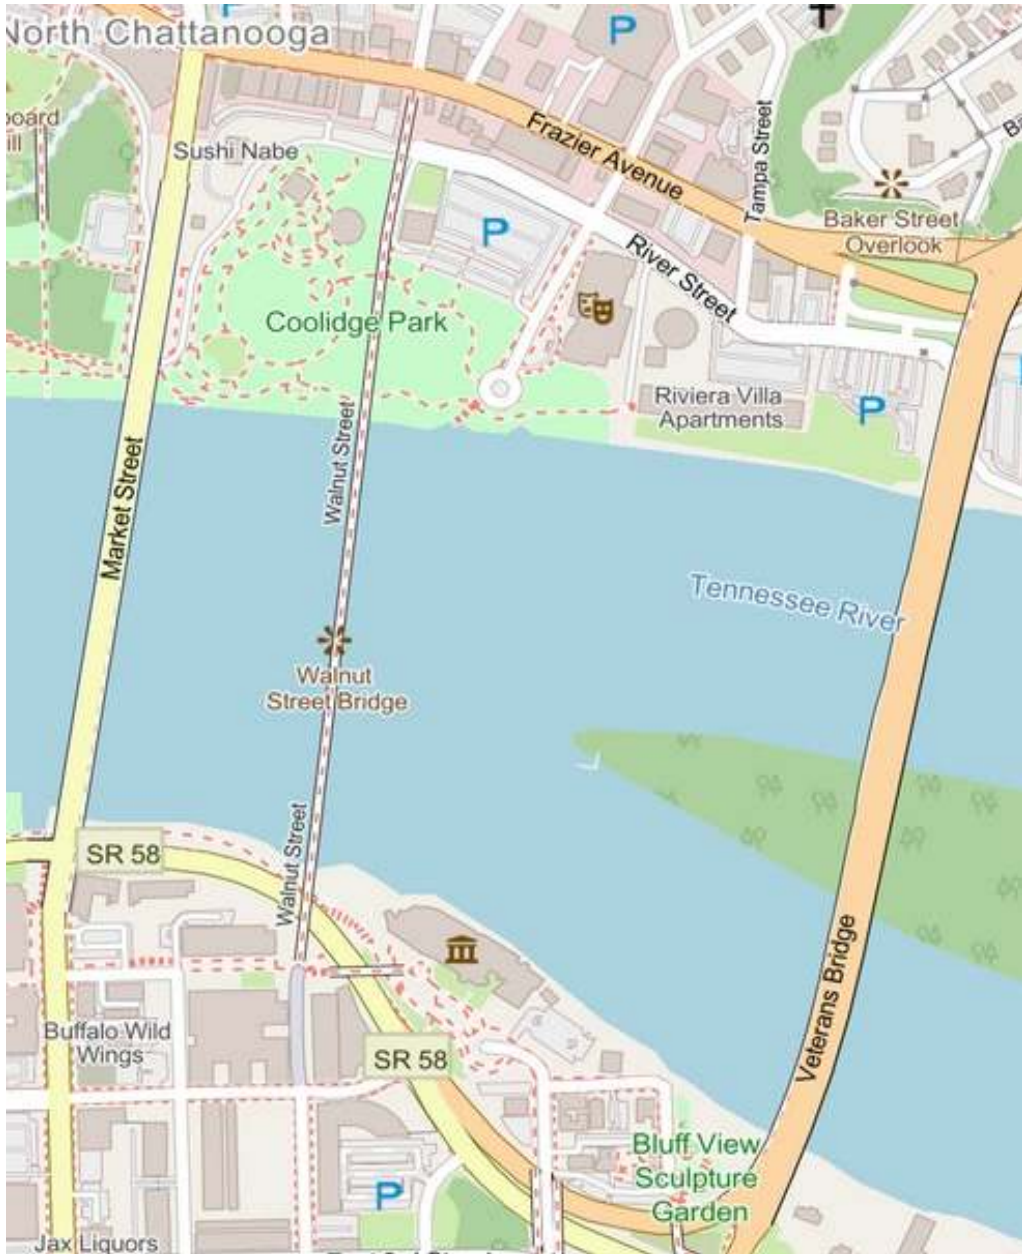 North Chattanooga
P
P
Sushi Nabe
Frazier Avenue
Tampa Street
Baker Street
Overlook
P
River Street
Coolidge Park
Riviera Villa
Apartments
P
Walnut Street
Market Street
Tennessee River
Walnut
Street Bridge
SR 58
Walnut Street
Veterans Bridge
Buffalo Wild
Wings
SR 58
Bluff View
Sculpture
Garden
P
Jax Liquors